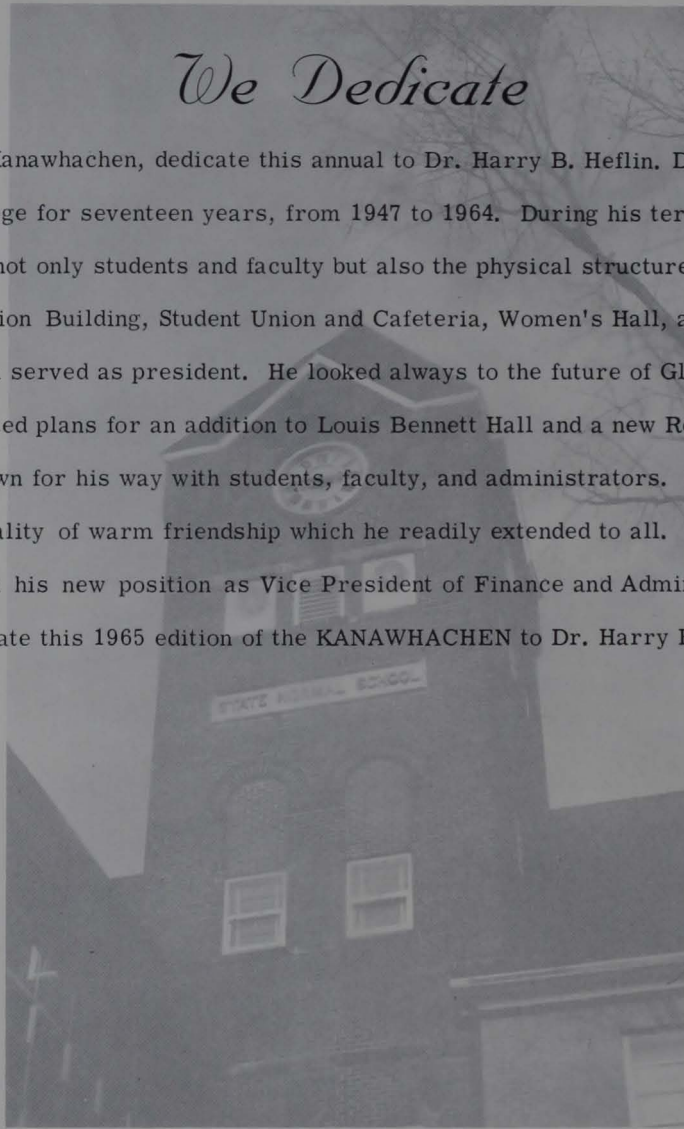 We Dedicate
Kanawhachen, dedicate this annual to Dr. Harry B. Heflin. D
ge for seventeen years, from 1947 to 1964. During his ter
not only students and faculty but also the physical structure
ion Building, Student Union and Cafeteria, Women's Hall, a
served as president. He looked always to the future of Gl
ed plans for an addition to Louis Bennett Hall and a new R
wn for his way with students, faculty, and administrators.
ality of warm friendship which he readily extended to all.
his new position as Vice President of Finance and Admi
ate this 1965 edition of the KANAWHACHEN to Dr. Harry
STATE NORMAL SCHOOL